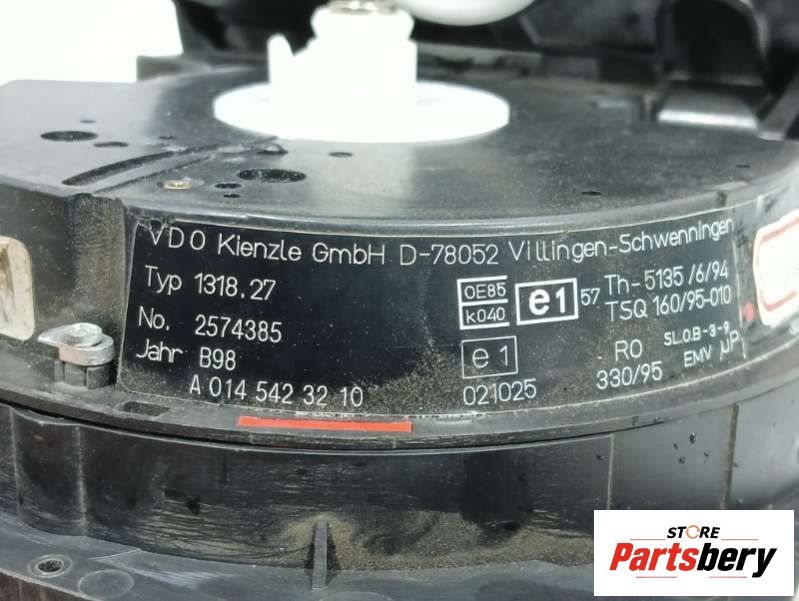 VDO Kienzle GmbH D-78052 Villingen-Schwenningen
Typ 1318.27
No. 2574385
Jahr B98
A 014 542 32 10
OE85
k040
e1 57
Th-5135/6/94
TSQ 160/95-010
e1
021025
RO
330/95
SL.O.B-3-9
EMV µP
STORE
Partsbery